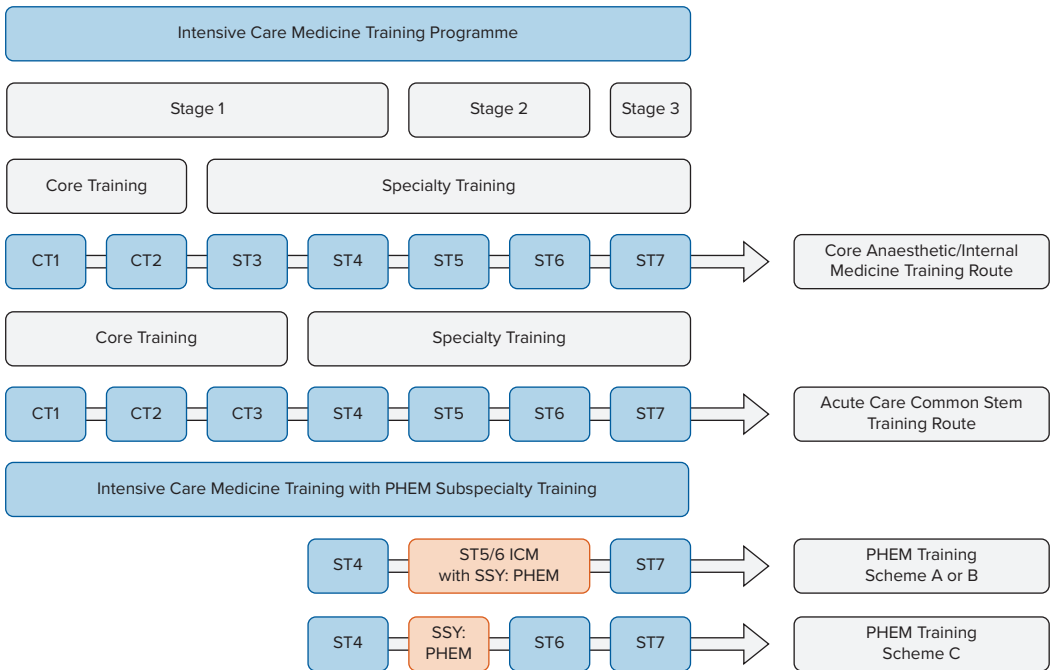 Intensive Care Medicine Training Programme
Stage 1
Stage 2
Stage 3
Core Training
Specialty Training
CT1
CT2
ST3
ST4
ST5
ST6
ST7
Core Anaesthetic/Internal
Medicine Training Route
Core Training
Specialty Training
CT1
CT2
CT3
ST4
ST5
ST6
ST7
Acute Care Common Stem
Training Route
Intensive Care Medicine Training with PHEM Subspecialty Training
ST4
ST5/6 ICM
with SSY: PHEM
ST7
PHEM Training
Scheme A or B
ST4
SSY:
PHEM
ST6
ST7
PHEM Training
Scheme C